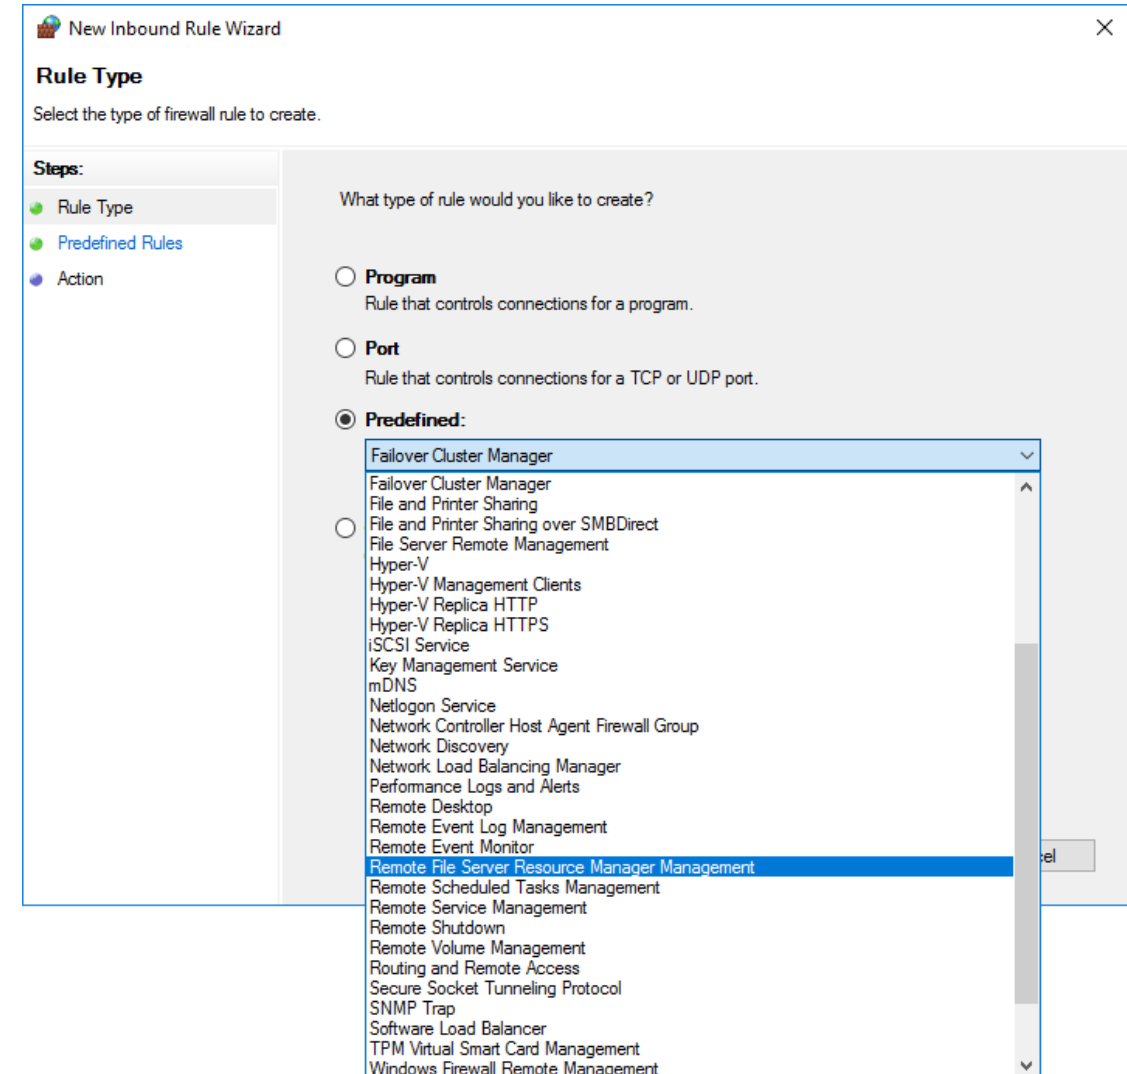 New Inbound Rule Wizard
Rule Type
Select the type of firewall rule to create.
Steps:
Rule Type
Predefined Rules
Action
What type of rule would you like to create?
Program
Rule that controls connections for a program.
Port
Rule that controls connections for a TCP or UDP port.
Predefined:
Failover Cluster Manager
Failover Cluster Manager
File and Printer Sharing
File and Printer Sharing over SMBDirect
File Server Remote Management
Hyper-V
Hyper-V Management Clients
Hyper-V Replica HTTP
Hyper-V Replica HTTPS
iSCSI Service
Key Management Service
mDNS
Netlogon Service
Network Controller Host Agent Firewall Group
Network Discovery
Network Load Balancing Manager
Performance Logs and Alerts
Remote Desktop
Remote Event Log Management
Remote Event Monitor
Remote File Server Resource Manager Management
Remote Scheduled Tasks Management
Remote Service Management
Remote Shutdown
Remote Volume Management
Routing and Remote Access
Secure Socket Tunneling Protocol
SNMP Trap
Software Load Balancer
TPM Virtual Smart Card Management
Windows Firewall Remote Management